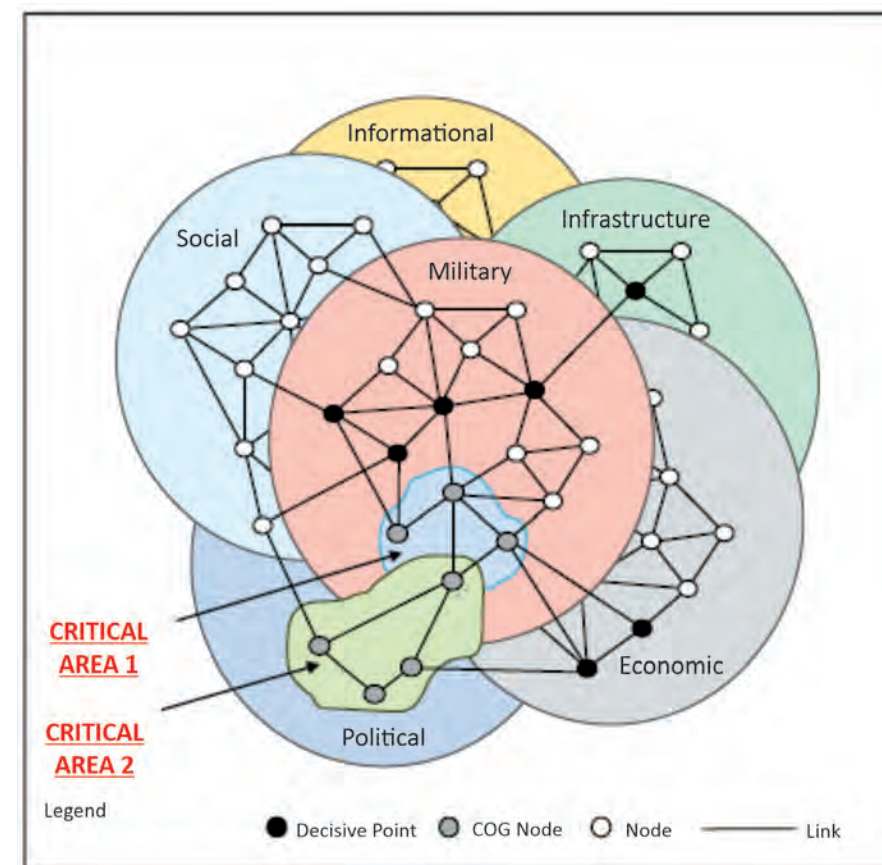 Informational
Infrastructure
Social
Military
CRITICAL
AREA 1
Economic
CRITICAL
AREA 2
Political
Legend
Decisive Point
COG Node
Node
Link